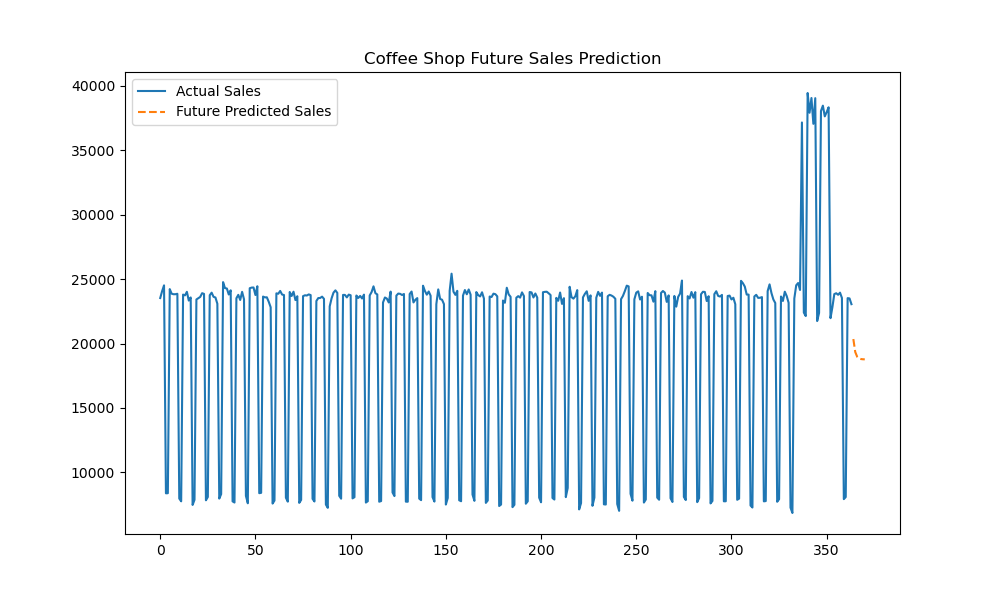 Coffee Shop Future Sales Prediction
Actual Sales
Future Predicted Sales
40000
35000
30000
25000
20000
15000
10000
0 50 100 150 200 250 300 350